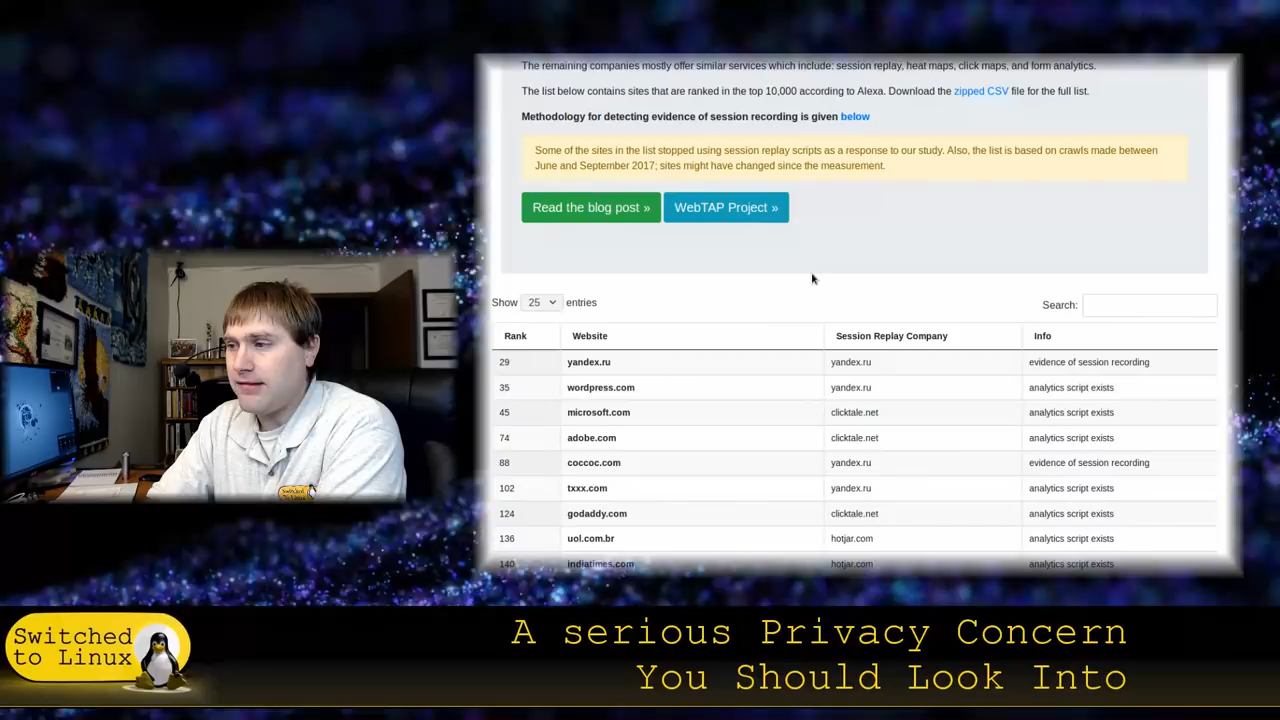 The remaining companies mostly offer similar services which include: session replay, heat maps, click maps, and form analytics.
The list below contains sites that are ranked in the top 10,000 according to Alexa. Download the zipped CSV file for the full list.
Methodology for detecting evidence of session recording is given below
Some of the sites in the list stopped using session replay scripts as a response to our study. Also, the list is based on crawls made between
June and September 2017; sites might have changed since the measurement.
Read the blog post » WebTAP Project »
Show 25 entries Search:
Rank Website Session Replay Company Info
29 yandex.ru yandex.ru evidence of session recording
35 wordpress.com yandex.ru analytics script exists
45 microsoft.com clicktale.net analytics script exists
74 adobe.com clicktale.net analytics script exists
88 coccoc.com yandex.ru evidence of session recording
102 txxx.com yandex.ru analytics script exists
124 godaddy.com clicktale.net analytics script exists
136 uol.com.br hotjar.com analytics script exists
140 indiatimes.com hotjar.com analytics script exists
Switched
to Linux
Switched
to Linux
A serious Privacy Concern
You Should Look Into